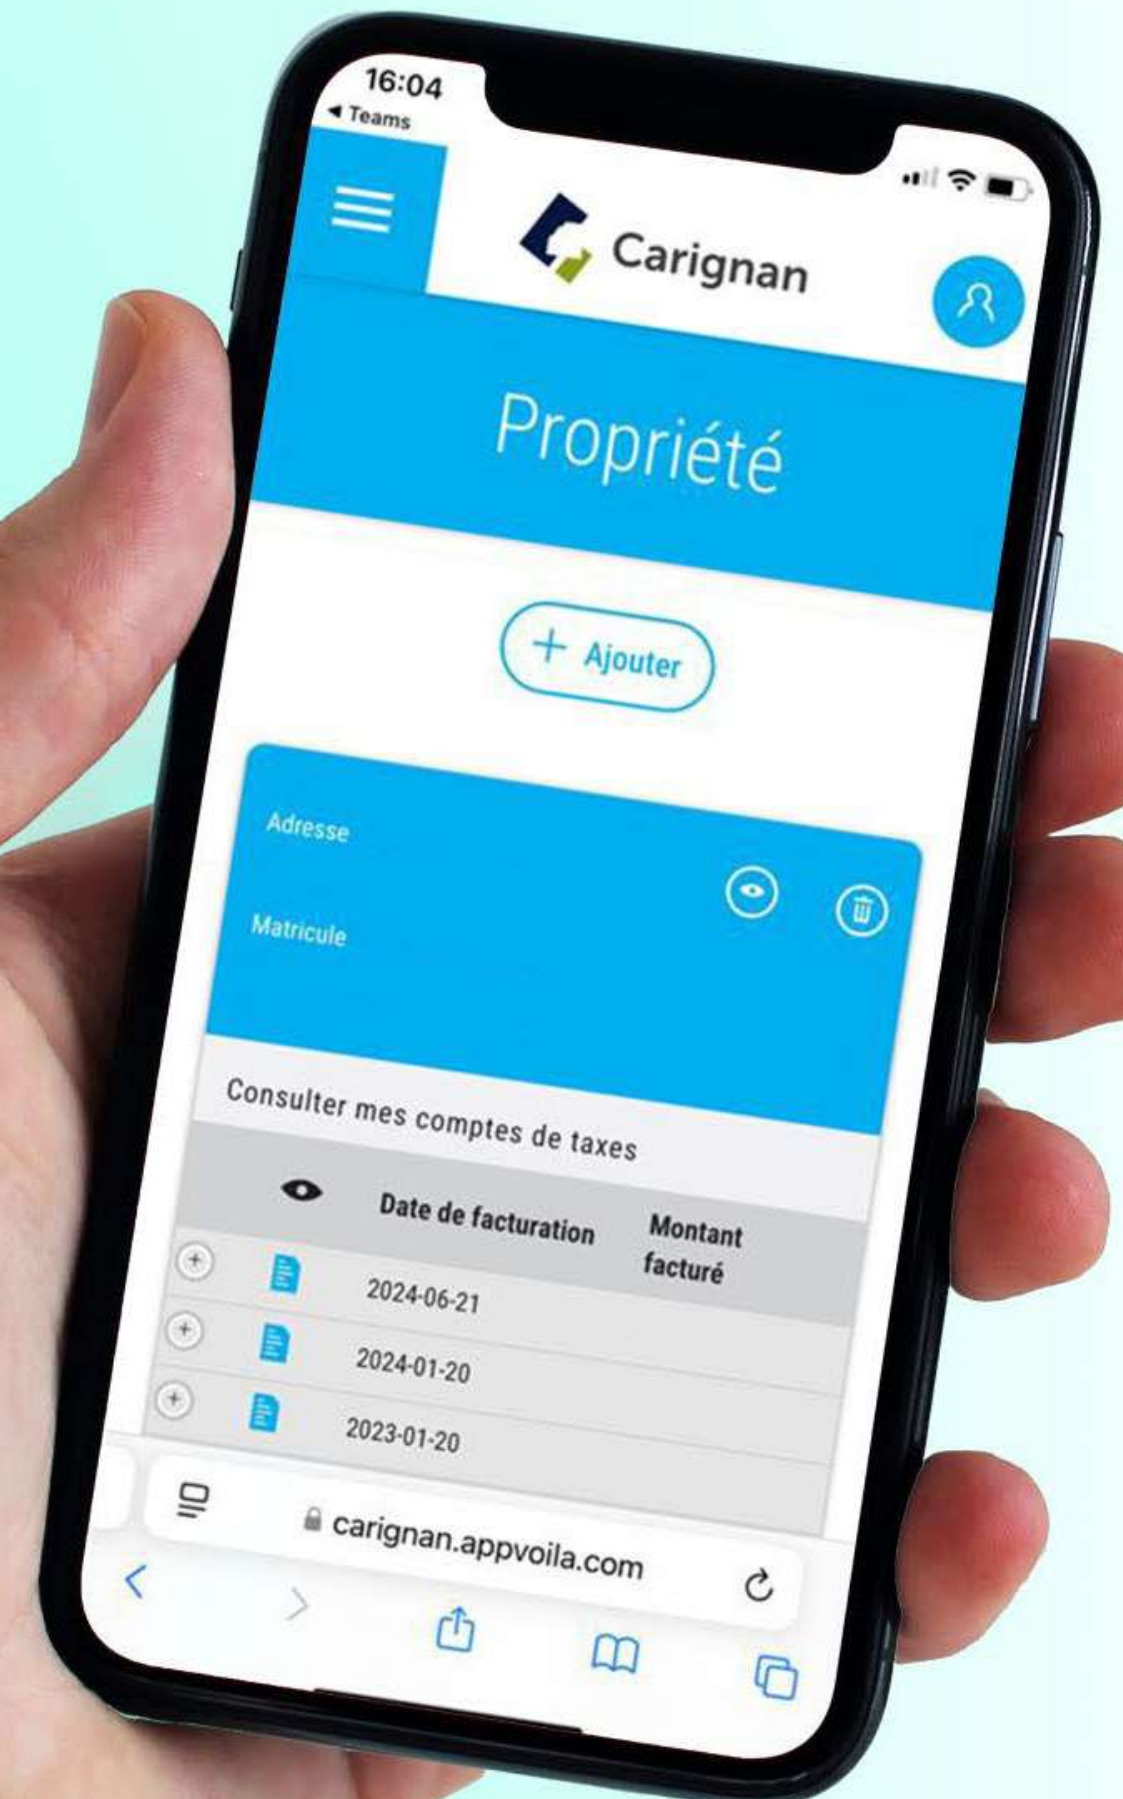 16:04
◀ Teams
Carignan
Propriété
+ Ajouter
Adresse
Matricule
Consulter mes comptes de taxes
Date de facturation
Montant
facturé
2024-06-21
2024-01-20
2023-01-20
carignan.appvoila.com